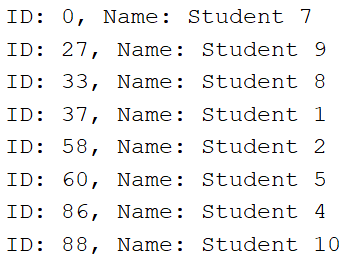 ID: 0, Name: Student 7
ID: 27, Name: Student 9
ID: 33, Name: Student 8
ID: 37, Name: Student 1
ID: 58, Name: Student 2
ID: 60, Name: Student 5
ID: 86, Name: Student 4
ID: 88, Name: Student 10